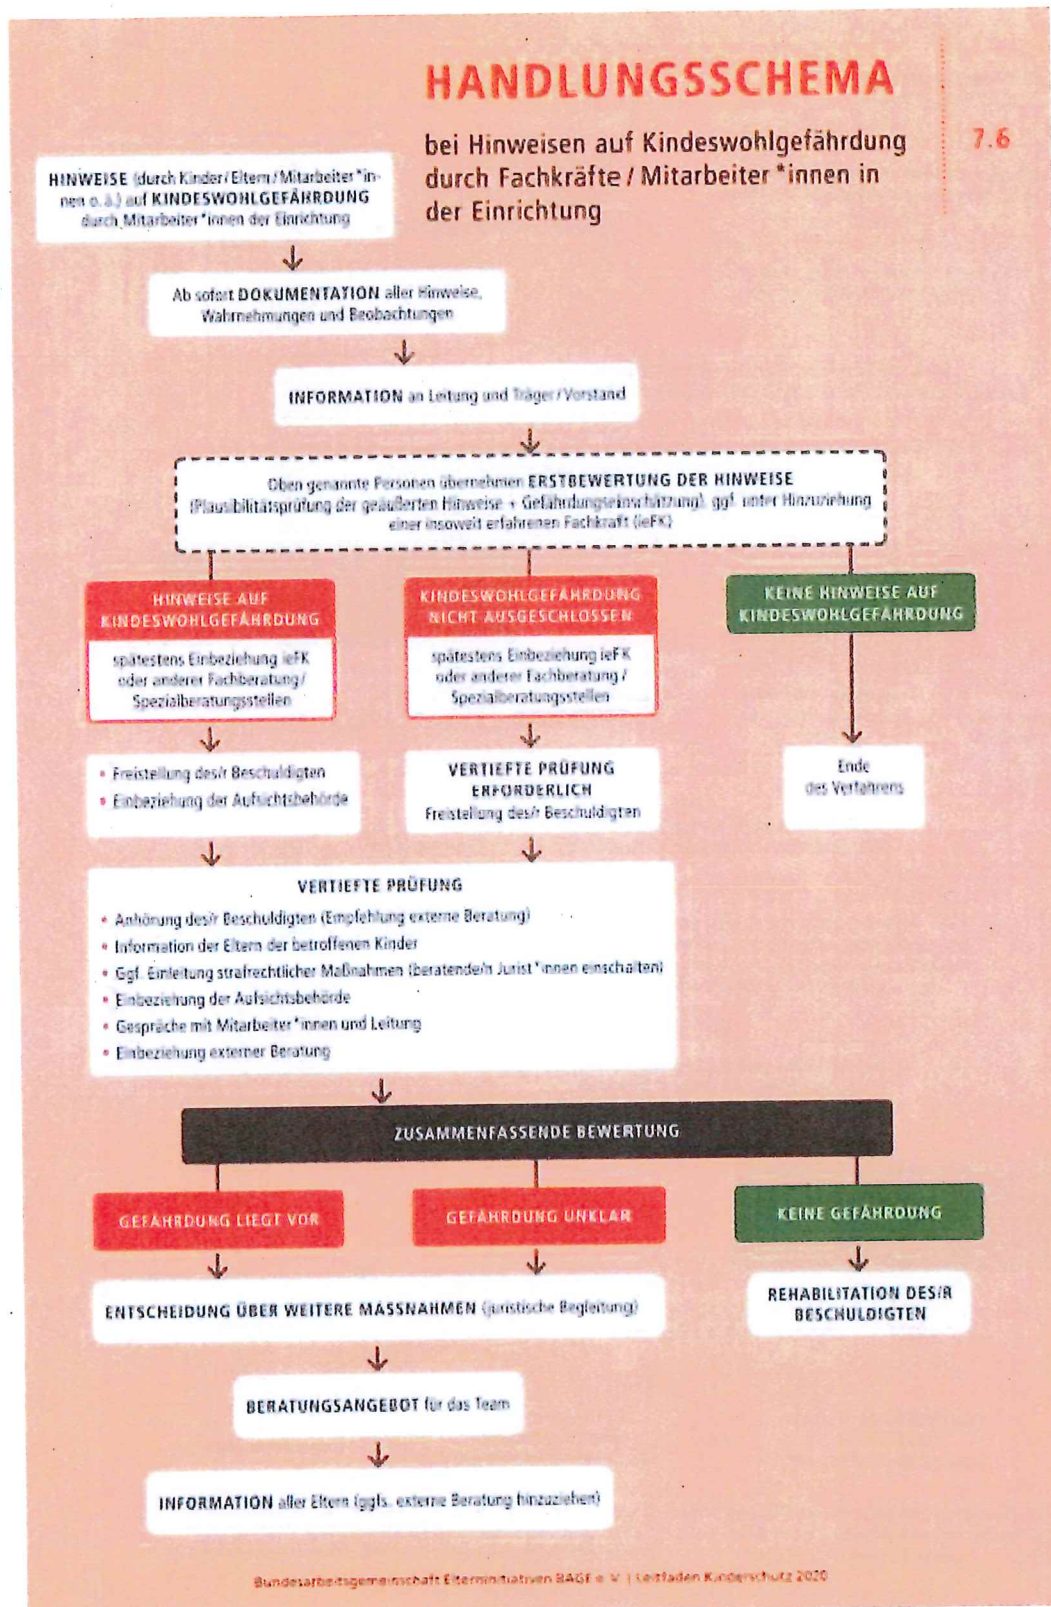 HANDLUNGSSCHEMA
7.6
bei Hinweisen auf Kindeswohlgefährdung
durch Fachkräfte / Mitarbeiter*innen in
der Einrichtung
HINWEISE (durch Kinder/Eltern/Mitarbeiter*in-
nen o. ä.) auf KINDESWOHLGEFÄHRDUNG
durch Mitarbeiter*innen der Einrichtung
Ab sofort DOKUMENTATION aller Hinweise,
Wahrnehmungen und Beobachtungen
INFORMATION an Leitung und Träger/Vorstand
Oben genannte Personen übernehmen ERSTBEWERTUNG DER HINWEISE
(Plausibilitätsprüfung der geäußerten Hinweise + Gefährdungseinschätzung), ggf. unter Hinzuziehung
einer insoweit erfahrenen Fachkraft (ieFK)
HINWEISE AUF
KINDESWOHLGEFÄHRDUNG
spätestens Einbeziehung ieFK
oder anderer Fachberatung/
Spezialberatungsstellen
KINDESWOHLGEFÄHRDUNG
NICHT AUSGESCHLOSSEN
spätestens Einbeziehung ieFK
oder anderer Fachberatung /
Spezialberatungsstellen
KEINE HINWEISE AUF
KINDESWOHLGEFÄHRDUNG
• Freistellung des/r Beschuldigten
• Einbeziehung der Aufsichtsbehörde
VERTIEFTE PRÜFUNG
ERFORDERLICH
Freistellung des/r Beschuldigten
Ende
des Verfahrens
VERTIEFTE PRÜFUNG
• Anhörung des/r Beschuldigten (Empfehlung externe Beratung)
• Information der Eltern der betroffenen Kinder
• Ggf. Einleitung strafrechtlicher Maßnahmen (beratende/n Jurist*innen einschalten)
• Einbeziehung der Aufsichtsbehörde
• Gespräche mit Mitarbeiter*innen und Leitung
• Einbeziehung externer Beratung
ZUSAMMENFASSENDE BEWERTUNG
GEFÄHRDUNG LIEGT VOR
GEFÄHRDUNG UNKLAR
KEINE GEFÄHRDUNG
ENTSCHEIDUNG ÜBER WEITERE MASSNAHMEN (juristische Begleitung)
REHABILITATION DES/R
BESCHULDIGTEN
BERATUNGSANGEBOT für das Team
INFORMATION aller Eltern (ggfs. externe Beratung hinzuziehen)
Bundesarbeitsgemeinschaft Elterninitiativen BAGE e.V. | Leitfaden Kinderschutz 2020